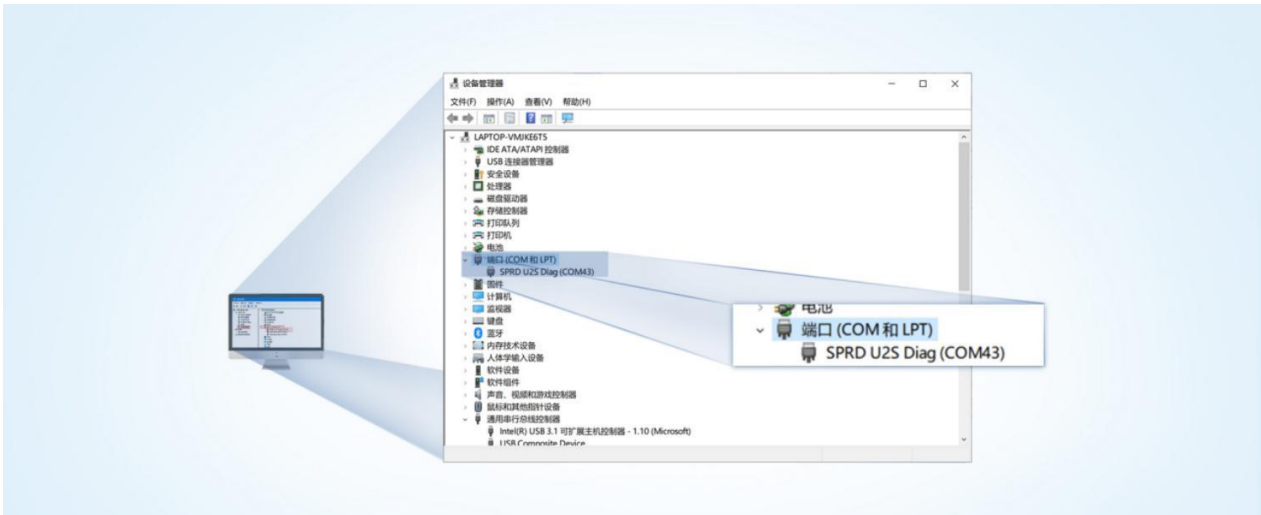 设备管理器
文件(F) 操作(A) 查看(V) 帮助(H)
LAPTOP-VMJKE6TS
IDE ATA/ATAPI 控制器
USB 连接器管理器
安全设备
处理器
磁盘驱动器
存储控制器
打印队列
打印机
电池
端口 (COM 和 LPT)
SPRD U2S Diag (COM43)
固件
计算机
监视器
键盘
蓝牙
内存技术设备
人体学输入设备
软件设备
软件组件
声音、视频和游戏控制器
鼠标和其他指针设备
通用串行总线控制器
Intel(R) USB 3.1 可扩展主机控制器 - 1.10 (Microsoft)
USB Composite Device
电池
端口 (COM 和 LPT)
SPRD U2S Diag (COM43)